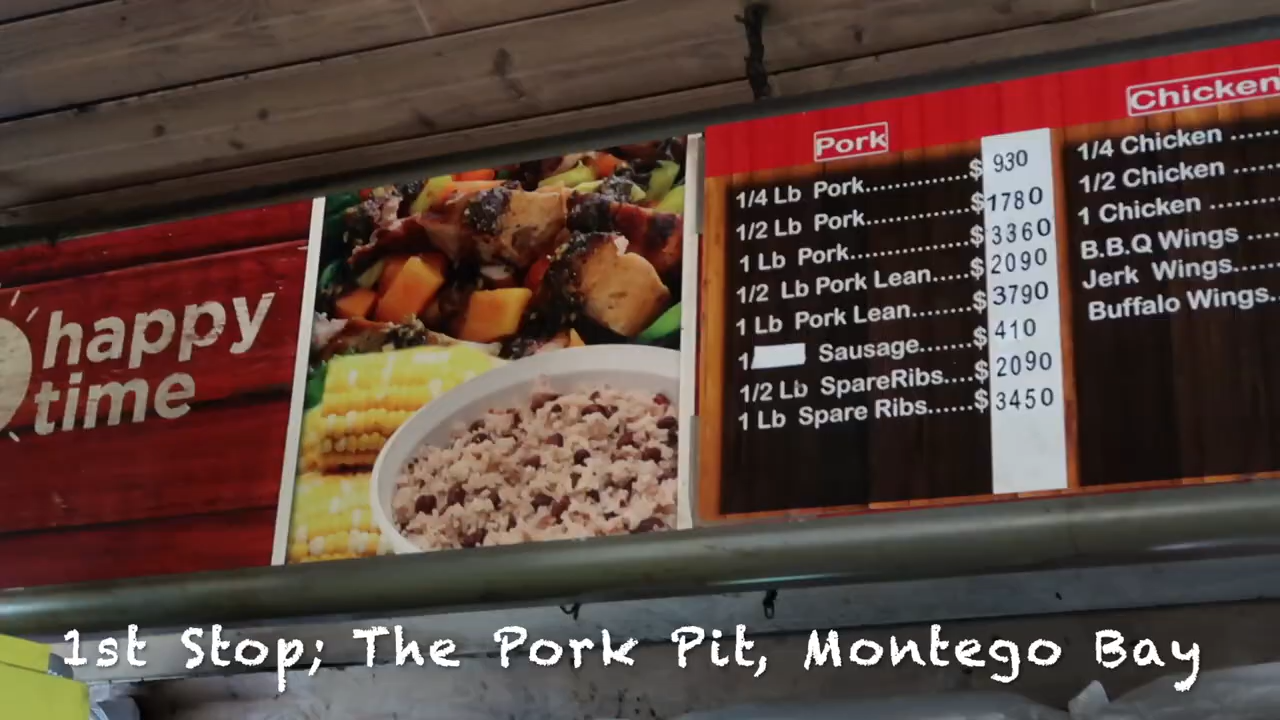 happy
time
Pork
1/4 Lb Pork.............$ 930
1/2 Lb Pork.............$1780
1 Lb Pork...............$3360
1/2 Lb Pork Lean.....$2090
1 Lb Pork Lean........$3790
1/ Sausage.......$410
1/2 Lb SpareRibs....$2090
1 Lb Spare Ribs......$3450
Chicken
1/4 Chicken ......
1/2 Chicken ....
1 Chicken ........
B.B.Q Wings ....
Jerk Wings......
Buffalo Wings..
1st Stop; The Pork Pit, Montego Bay